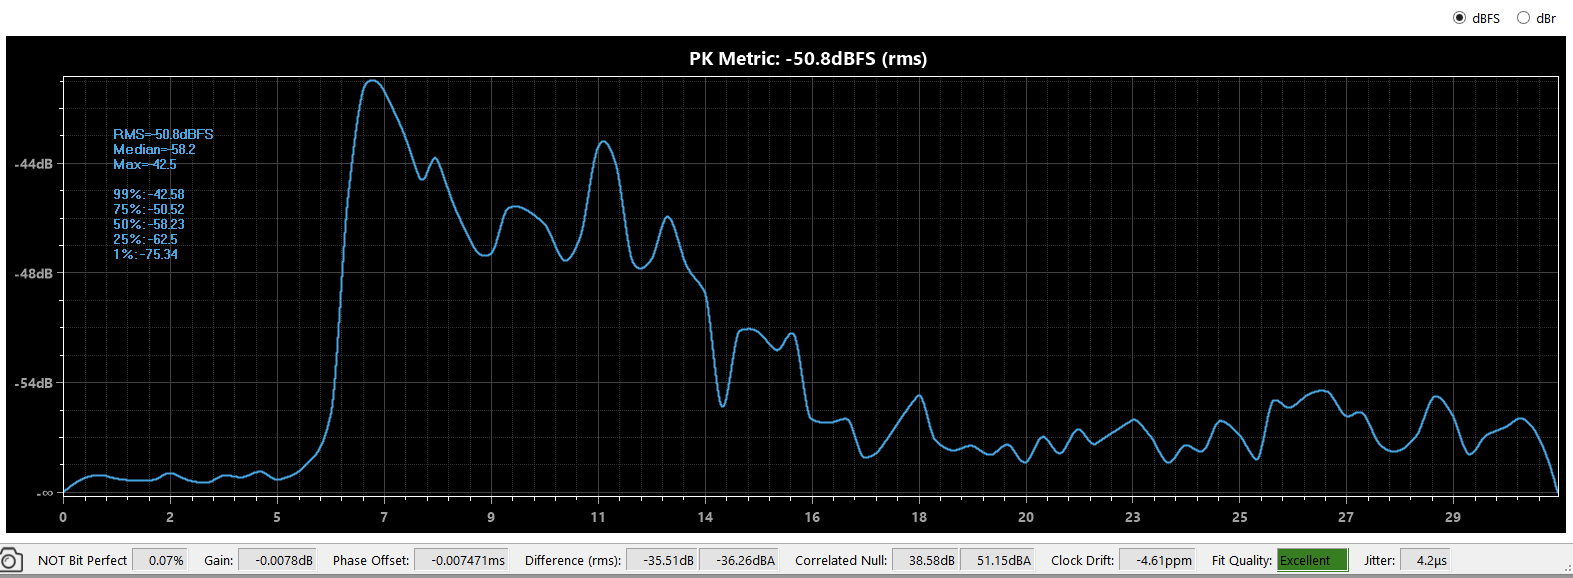 dBFS dBr
PK Metric: -50.8dBFS (rms)
RMS=-50.8dBFS
Median=-58.2
Max=-42.5
99%:-42.58
75%:-50.52
50%:-58.23
25%:-62.5
1%:-75.34
-44dB
-48dB
-54dB
-∞
0 2 5 7 9 11 14 16 18 20 23 25 27 29
NOT Bit Perfect 0.07% Gain: -0.0078dB Phase Offset: -0.007471ms Difference (rms): -35.51dB -36.26dBA Correlated Null: 38.58dB 51.15dBA Clock Drift: -4.61ppm Fit Quality: Excellent Jitter: 4.2µs